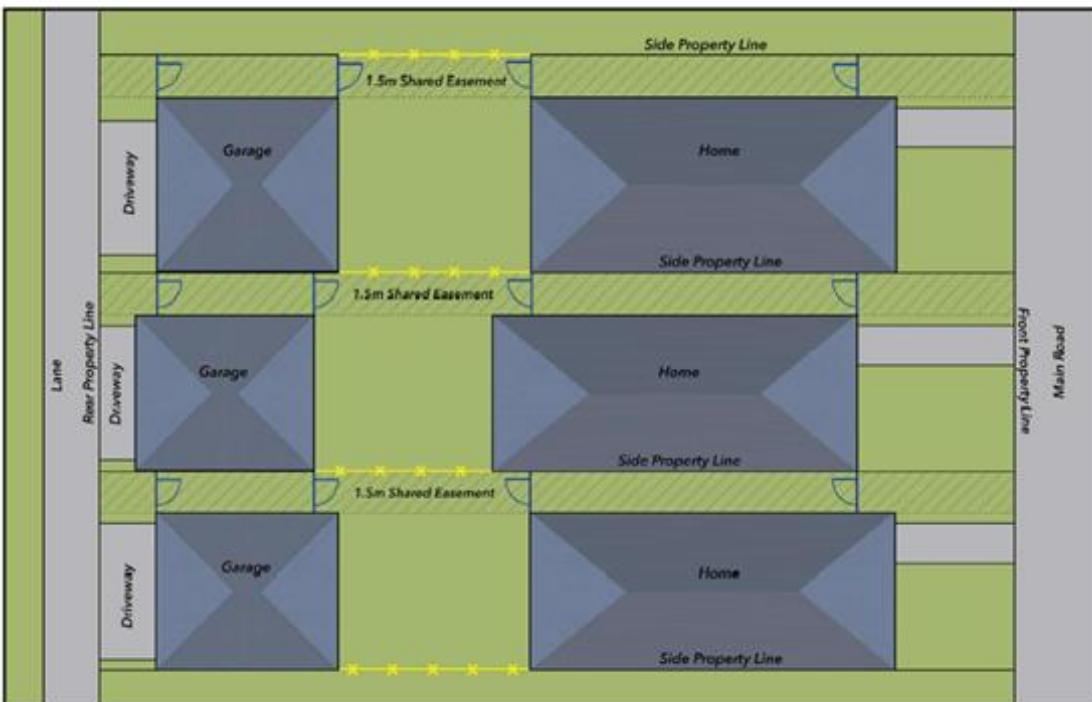 Side Property Line
1.5m Shared Easement
Garage
Home
Driveway
Side Property Line
1.5m Shared Easement
Lane
Rear Property Line
Driveway
Garage
Home
Front Property Line
Main Road
Side Property Line
1.5m Shared Easement
Driveway
Garage
Home
Side Property Line